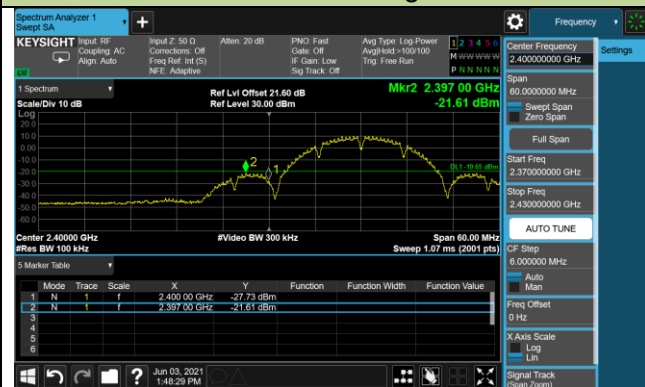 Spectrum Analyzer 1
Swept SA
Frequency
KEYSIGHT
Input: RF
Coupling: AC
Align: Auto
Input Z: 50 Ω
Corrections: Off
Freq Ref: Int (S)
NFE: Adaptive
Atten: 20 dB
PNO: Fast
Gate: Off
IF Gain: Low
Sig Track: Off
Avg Type: Log-Power
Avg|Hold:>100/100
Trig: Free Run
1 2 3 4 5 6
M W W W W W
P N N N N N
LNI
1 Spectrum
Scale/Div 10 dB
Ref Lvl Offset 21.60 dB
Ref Level 30.00 dBm
Mkr2 2.397 00 GHz
-21.61 dBm
Log
20.0
10.0
0.00
-10.0
-20.0
-30.0
-40.0
-50.0
-60.0
2
1
DL1 -19.69 dBm
Center 2.40000 GHz
#Res BW 100 kHz
#Video BW 300 kHz
Span 60.00 MHz
Sweep 1.07 ms (2001 pts)
5 Marker Table
Mode Trace Scale X Y Function Function Width Function Value
1 N 1 f 2.400 00 GHz -27.73 dBm
2 N 1 f 2.397 00 GHz -21.61 dBm
3
4
5
6
Jun 03, 2021
1:48:29 PM
Center Frequency
2.40000000 GHz
Settings
Span
60.0000000 MHz
Swept Span
Zero Span
Full Span
Start Freq
2.37000000 GHz
Stop Freq
2.43000000 GHz
AUTO TUNE
CF Step
6.000000 MHz
Auto
Man
Freq Offset
0 Hz
X Axis Scale
Log
Lin
Signal Track
(Span Zoom)